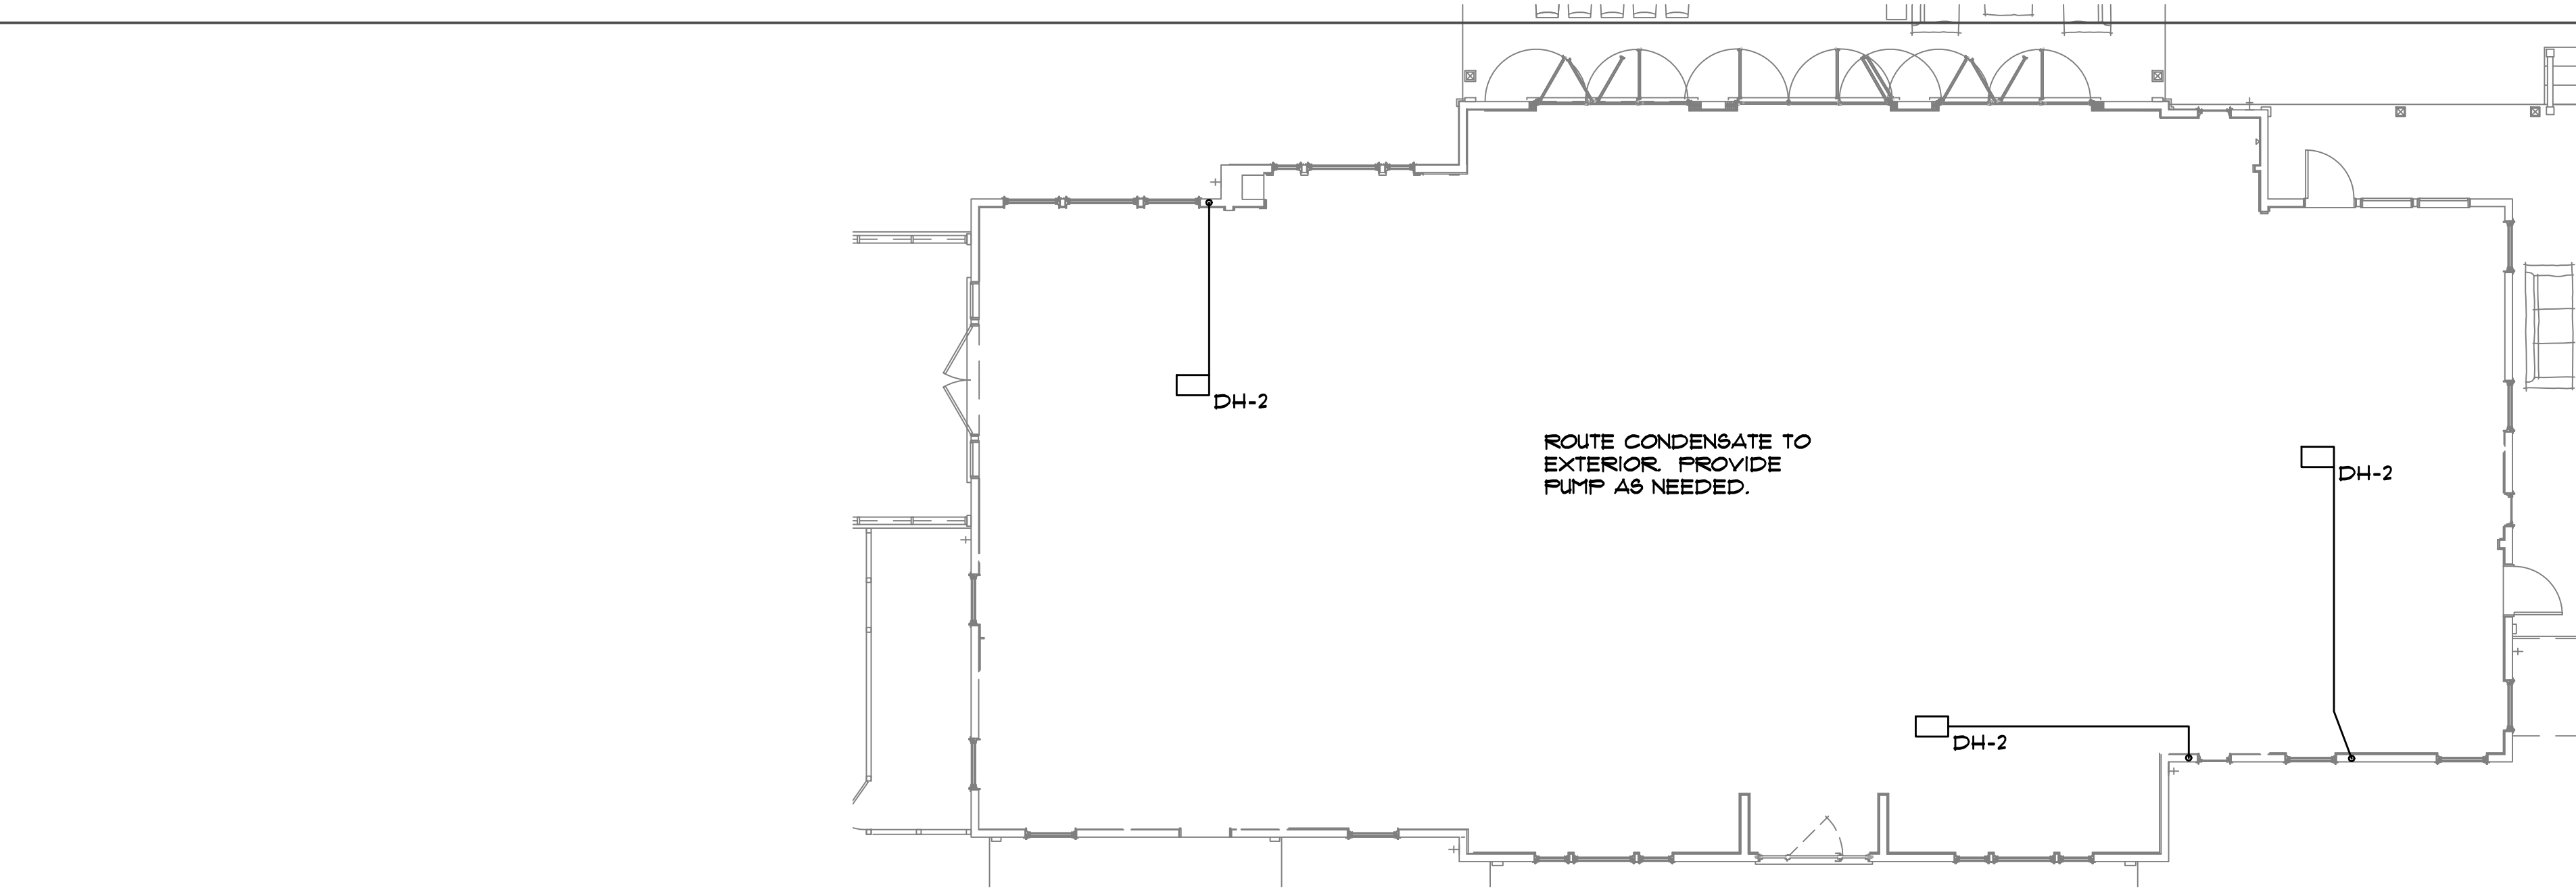 DH-2
ROUTE CONDENSATE TO
EXTERIOR. PROVIDE
PUMP AS NEEDED.
DH-2
DH-2